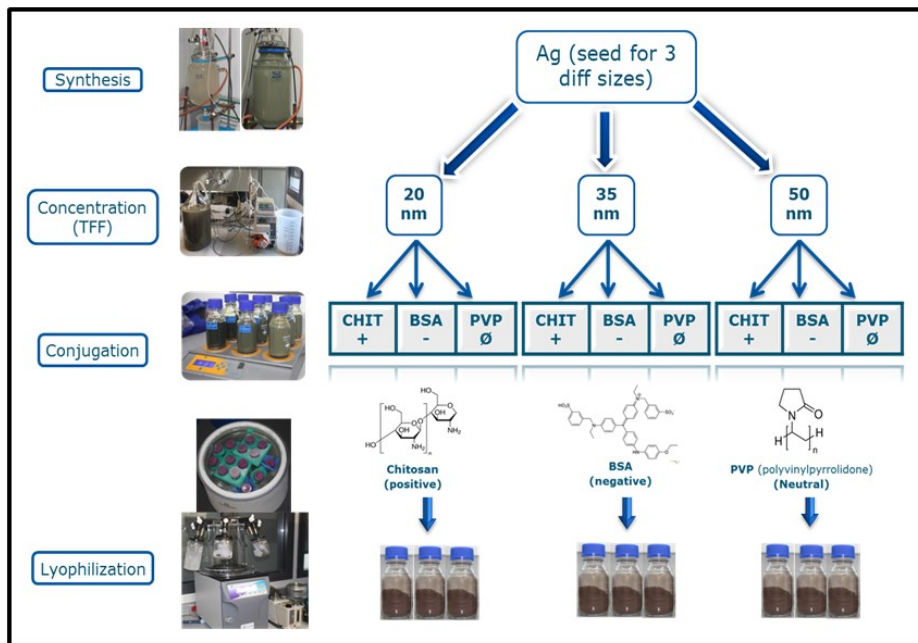 Synthesis
Ag (seed for 3
diff sizes)
Concentration
(TFF)
20
nm
35
nm
50
nm
Conjugation
CHIT
+
BSA
-
PVP
Ø
CHIT
+
BSA
-
PVP
Ø
CHIT
+
BSA
-
PVP
Ø
Chitosan
(positive)
BSA
(negative)
PVP (polyvinylpyrrolidone)
(Neutral)
Lyophilization